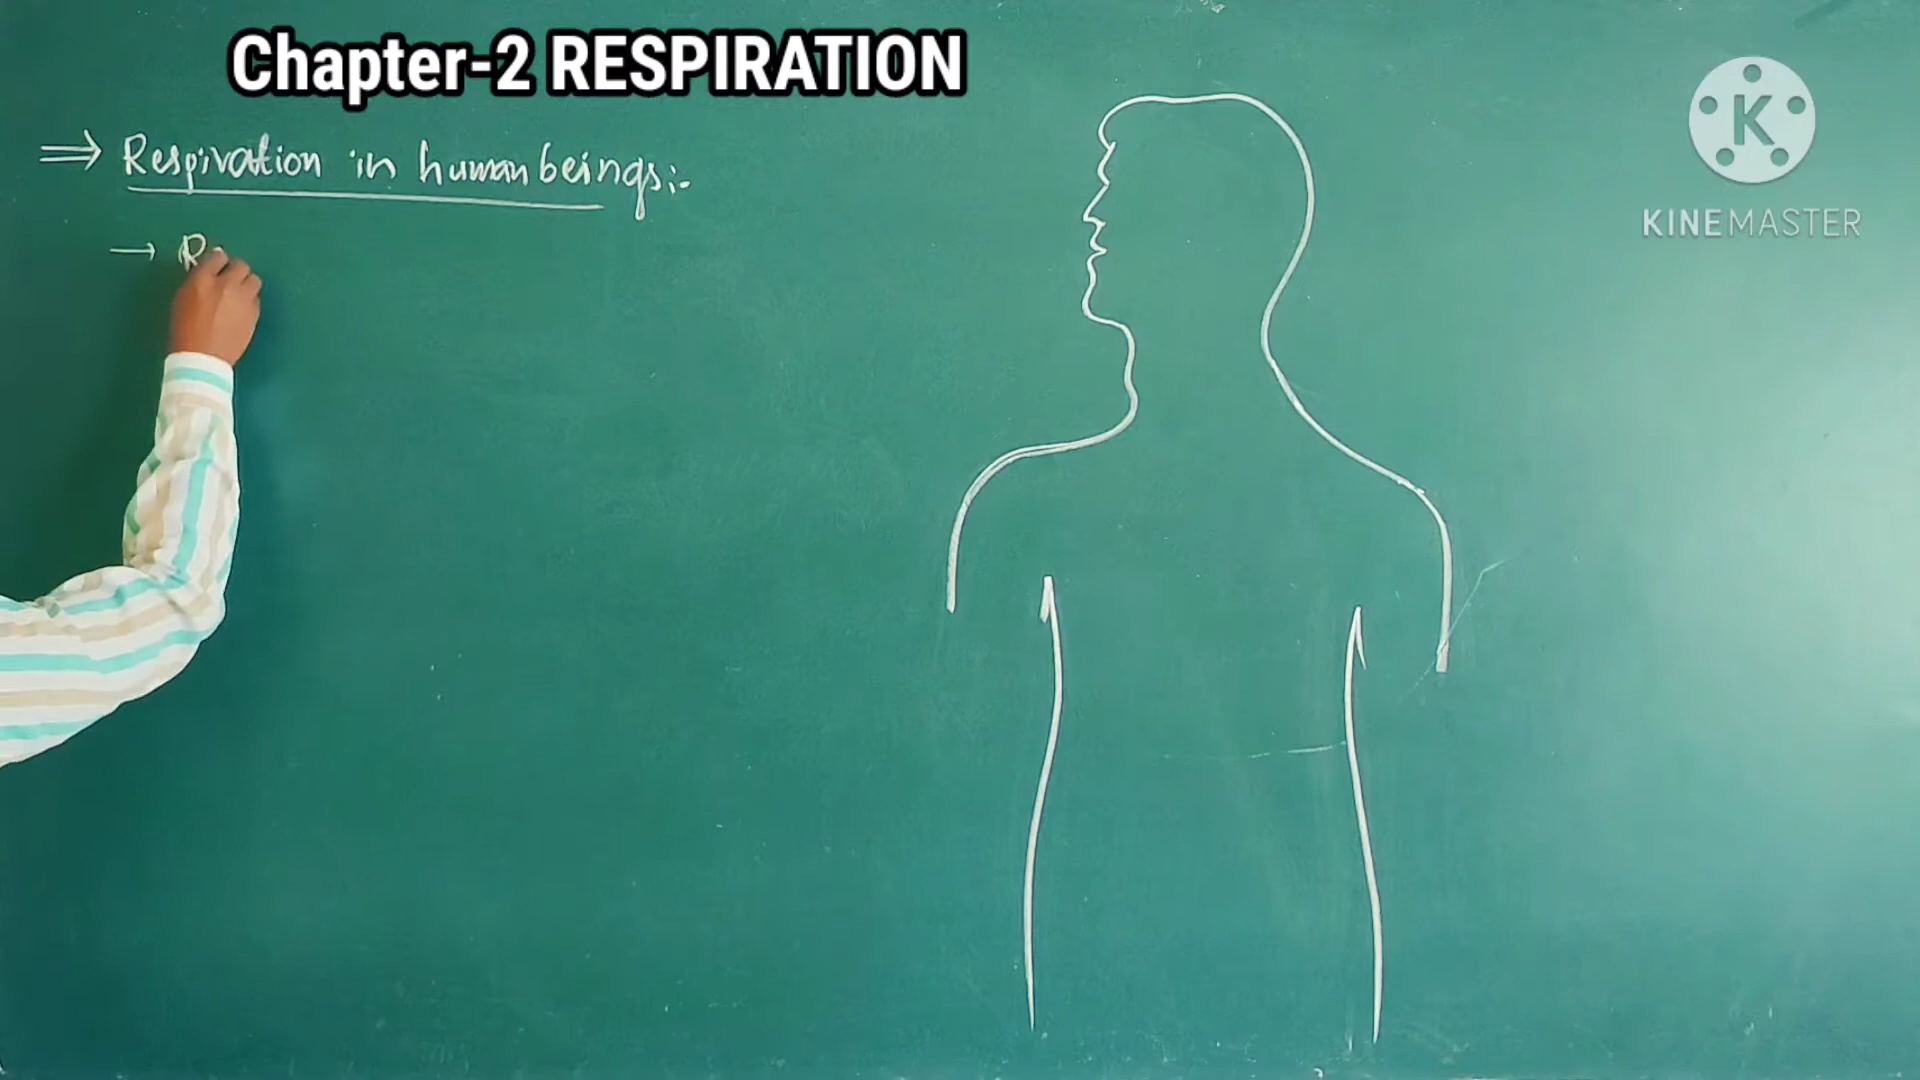 Chapter-2 RESPIRATION
⇒ Respiration in human beings:-
→ R
KINEMASTER